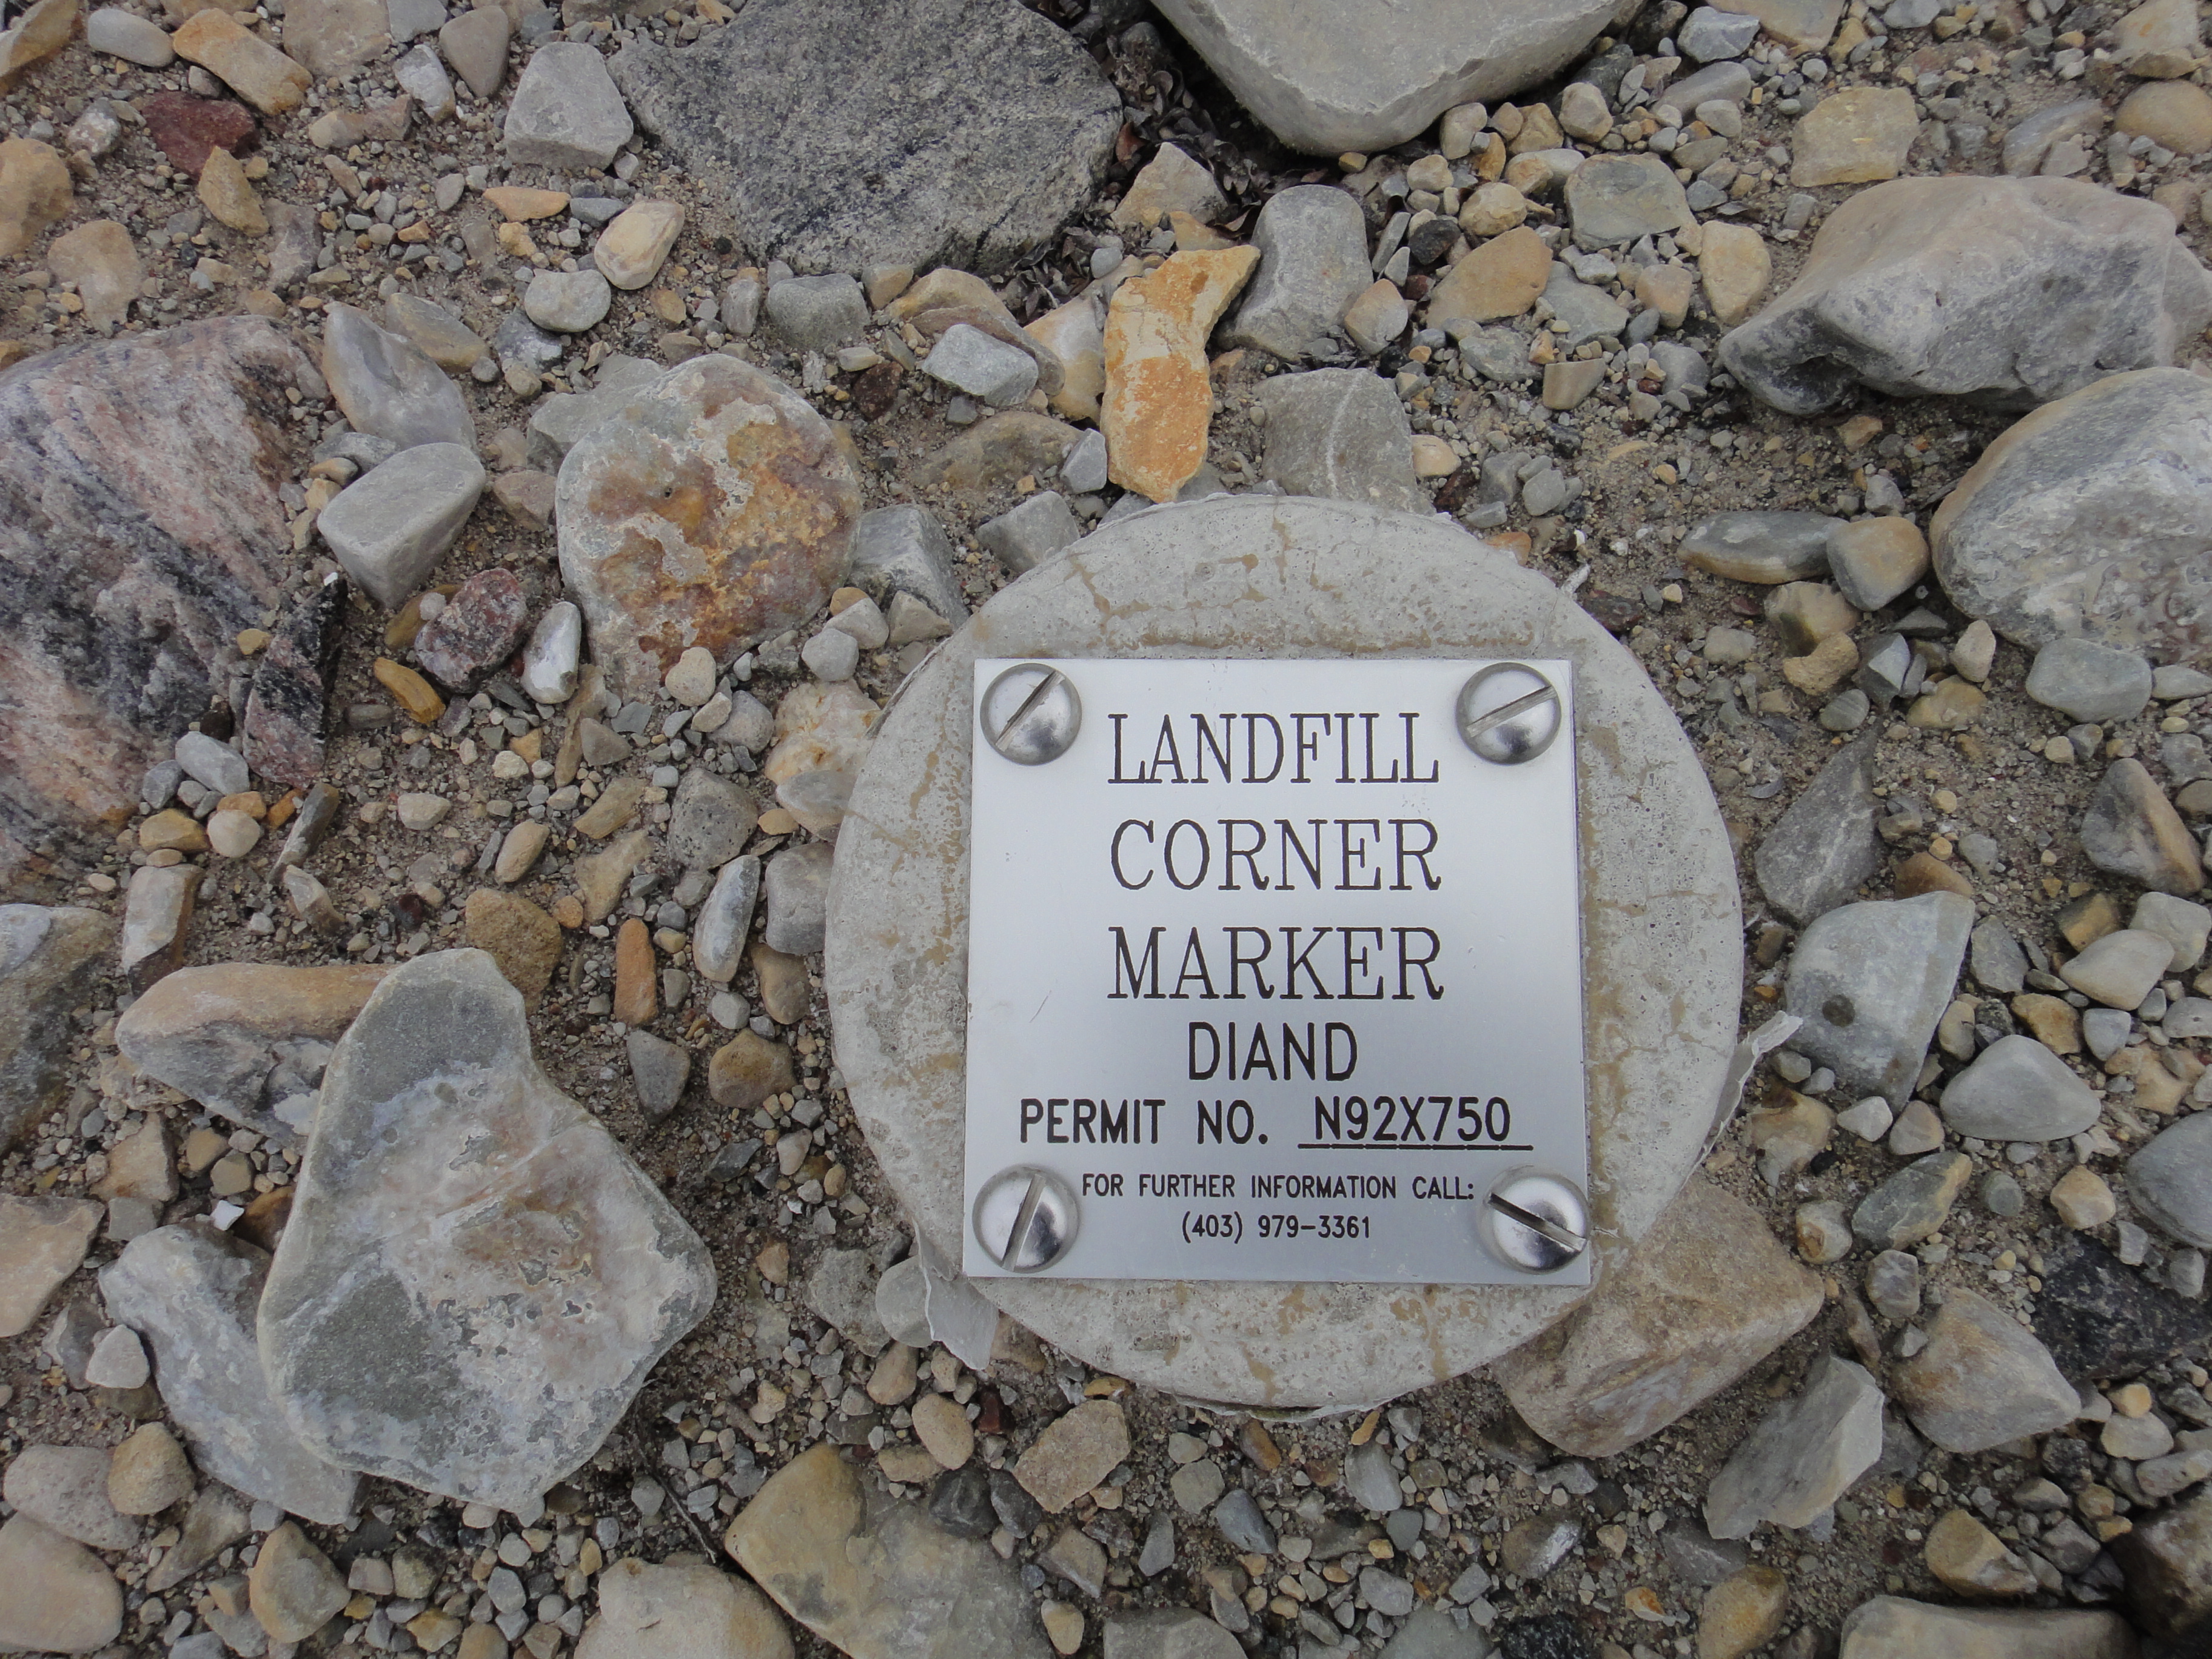 LANDFILL
CORNER
MARKER
DIAND
PERMIT NO. N92X750
FOR FURTHER INFORMATION CALL:
(403) 979-3361